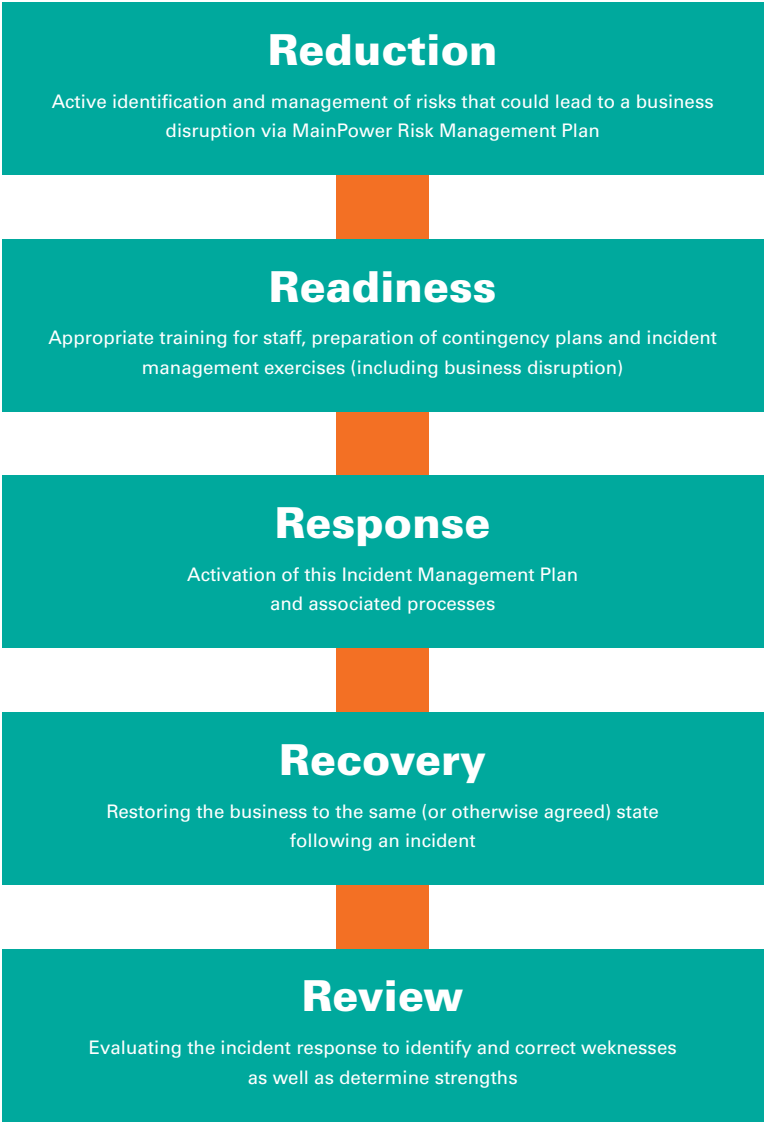 Reduction
Active identification and management of risks that could lead to a business
disruption via MainPower Risk Management Plan
Readiness
Appropriate training for staff, preparation of contingency plans and incident
management exercises (including business disruption)
Response
Activation of this Incident Management Plan
and associated processes
Recovery
Restoring the business to the same (or otherwise agreed) state
following an incident
Review
Evaluating the incident response to identify and correct weknesses
as well as determine strengths